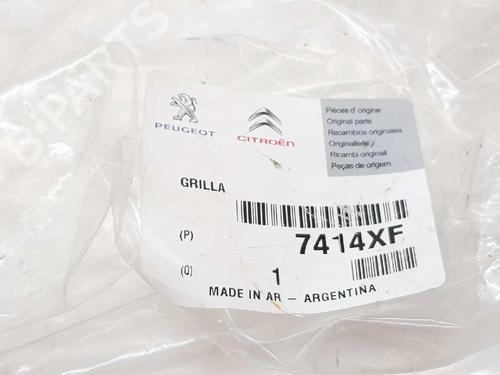 B-PARTS
PEUGEOT
CITROËN
Pièces d'origine
Original parts
Recambios originales
Originalteile
Ricambi originali
Peças de origem
GRILLA
(P) 7414XF
(Q) 1
MADE IN AR – ARGENTINA